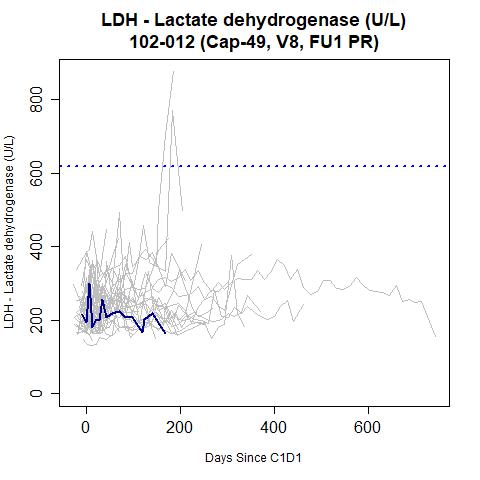 LDH - Lactate dehydrogenase (U/L)
102-012 (Cap-49, V8, FU1 PR)
LDH - Lactate dehydrogenase (U/L)
800
600
400
200
0
0 200 400 600
Days Since C1D1